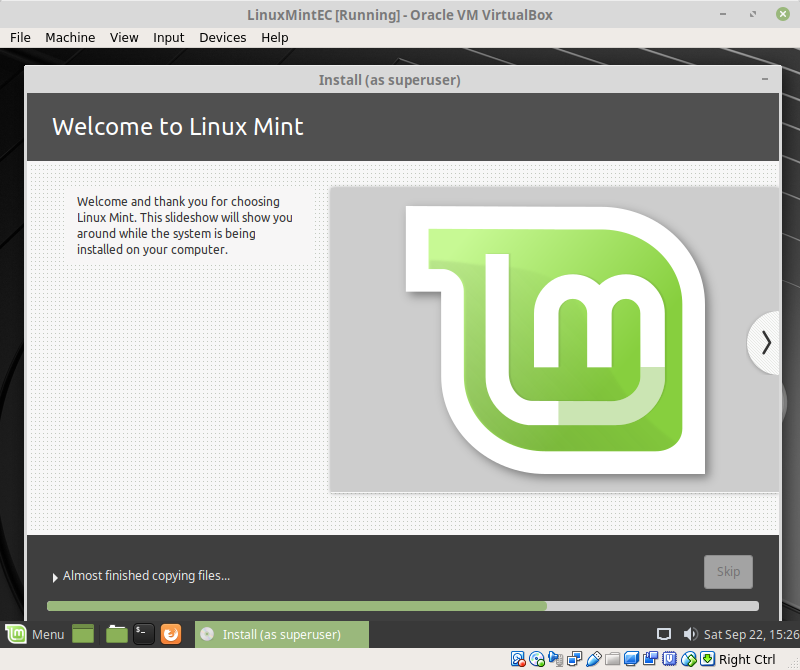 LinuxMintEC [Running] - Oracle VM VirtualBox
File Machine View Input Devices Help
Install (as superuser)
Welcome to Linux Mint
Welcome and thank you for choosing
Linux Mint. This slideshow will show you
around while the system is being
installed on your computer.
Almost finished copying files...
Skip
Menu
Install (as superuser)
Sat Sep 22, 15:26
Right Ctrl